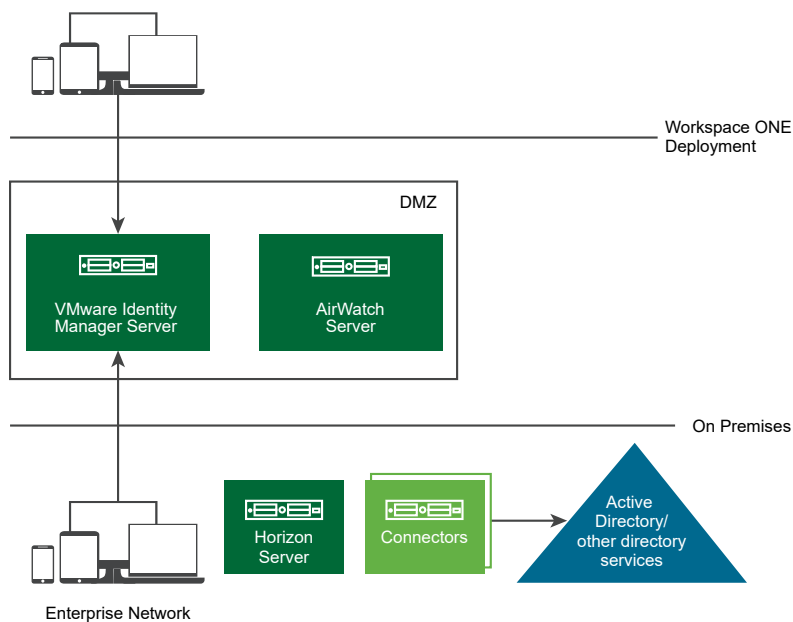 Workspace ONE
Deployment
DMZ
VMware Identity
Manager Server
AirWatch
Server
On Premises
Horizon
Server
Connectors
Active
Directory/
other directory
services
Enterprise Network